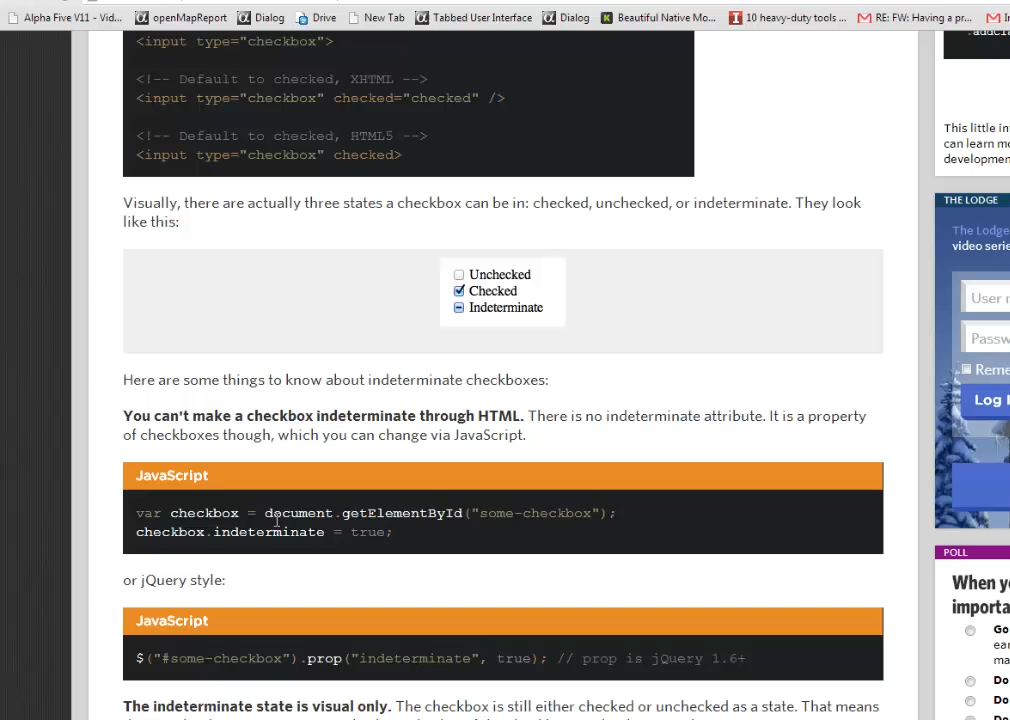 Alpha Five V11 - Vid... openMapReport Dialog Drive New Tab Tabbed User Interface Dialog Beautiful Native Mo... 10 heavy-duty tools ... RE: FW: Having a pr...
<input type="checkbox">
<!-- Default to checked, XHTML -->
<input type="checkbox" checked="checked" />
<!-- Default to checked, HTML5 -->
<input type="checkbox" checked>
Visually, there are actually three states a checkbox can be in: checked, unchecked, or indeterminate. They look
like this:
Unchecked
Checked
Indeterminate
Here are some things to know about indeterminate checkboxes:
You can't make a checkbox indeterminate through HTML. There is no indeterminate attribute. It is a property
of checkboxes though, which you can change via JavaScript.
JavaScript
var checkbox = document.getElementById("some-checkbox");
checkbox.indeterminate = true;
or jQuery style:
JavaScript
$("#some-checkbox").prop("indeterminate", true); // prop is jQuery 1.6+
The indeterminate state is visual only. The checkbox is still either checked or unchecked as a state. That means
This little in
can learn mo
developmen
THE LODGE
The Lodge
video serie
User n
Passw
Reme
Log I
POLL
When yo
importa
Go
ear
ma
Do
Do